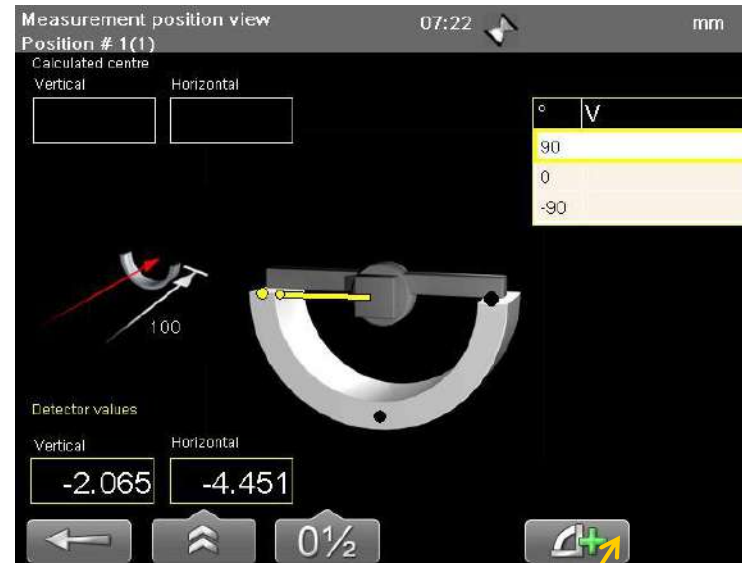 Measurement position view 07:22 mm
Position # 1(1)
Calculated centre
Vertical Horizontal
° V
90
0
-90
100
Detector values
Vertical Horizontal
-2.065 -4.451
0½